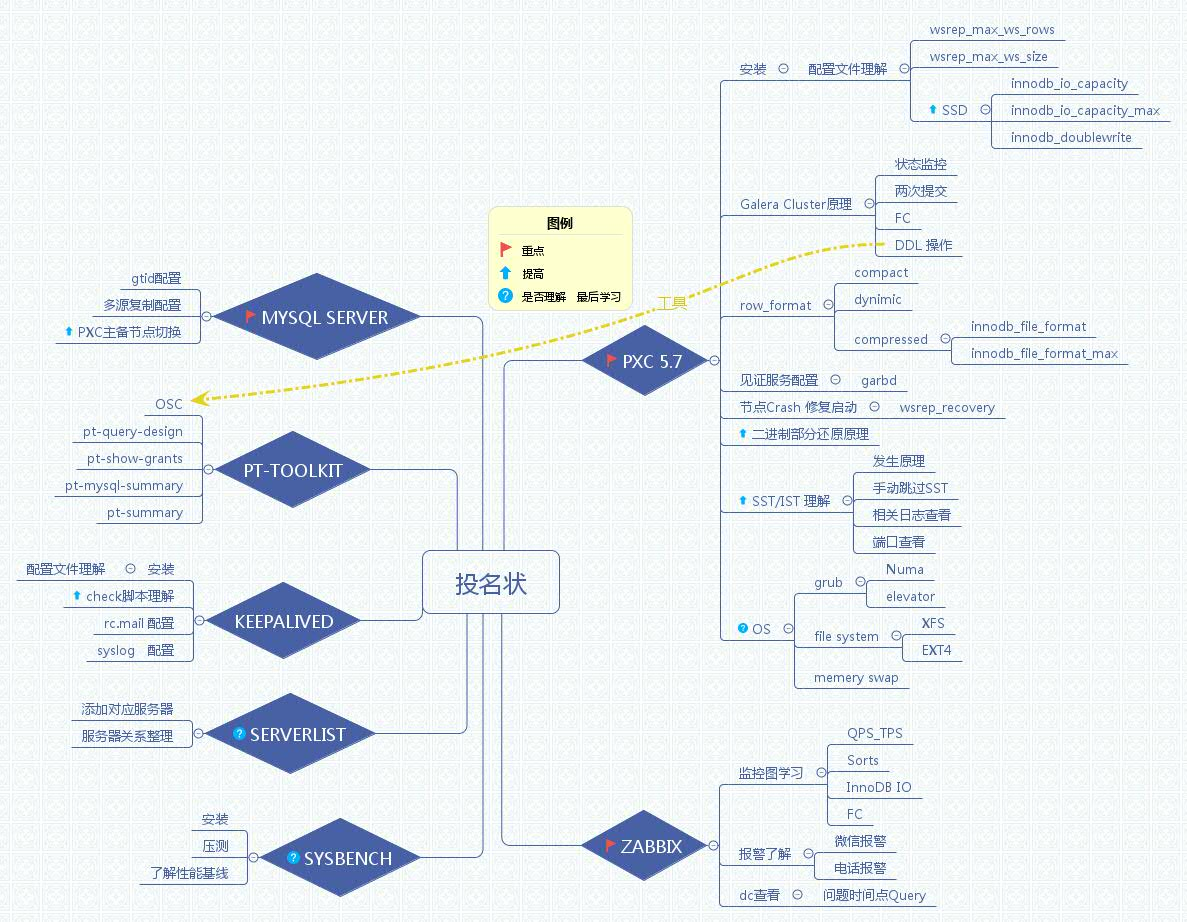 投名状
图例
重点
提高
? 是否理解 最后学习
工具
MYSQL SERVER
gtid配置
多源复制配置
PXC主备节点切换
PT-TOOLKIT
OSC
pt-query-design
pt-show-grants
pt-mysql-summary
pt-summary
KEEPALIVED
配置文件理解 安装
check脚本理解
rc.mail 配置
syslog 配置
? SERVERLIST
添加对应服务器
服务器关系整理
? SYSBENCH
安装
压测
了解性能基线
PXC 5.7
安装 配置文件理解
wsrep_max_ws_rows
wsrep_max_ws_size
SSD
innodb_io_capacity
innodb_io_capacity_max
innodb_doublewrite
Galera Cluster原理
状态监控
两次提交
FC
DDL 操作
row_format
compact
dynimic
compressed
innodb_file_format
innodb_file_format_max
见证服务配置 garbd
节点Crash 修复启动 wsrep_recovery
二进制部分还原原理
SST/IST 理解
发生原理
手动跳过SST
相关日志查看
端口查看
? OS
grub
Numa
elevator
file system
XFS
EXT4
memery swap
ZABBIX
监控图学习
QPS_TPS
Sorts
InnoDB IO
FC
报警了解
微信报警
电话报警
dc查看 问题时间点Query